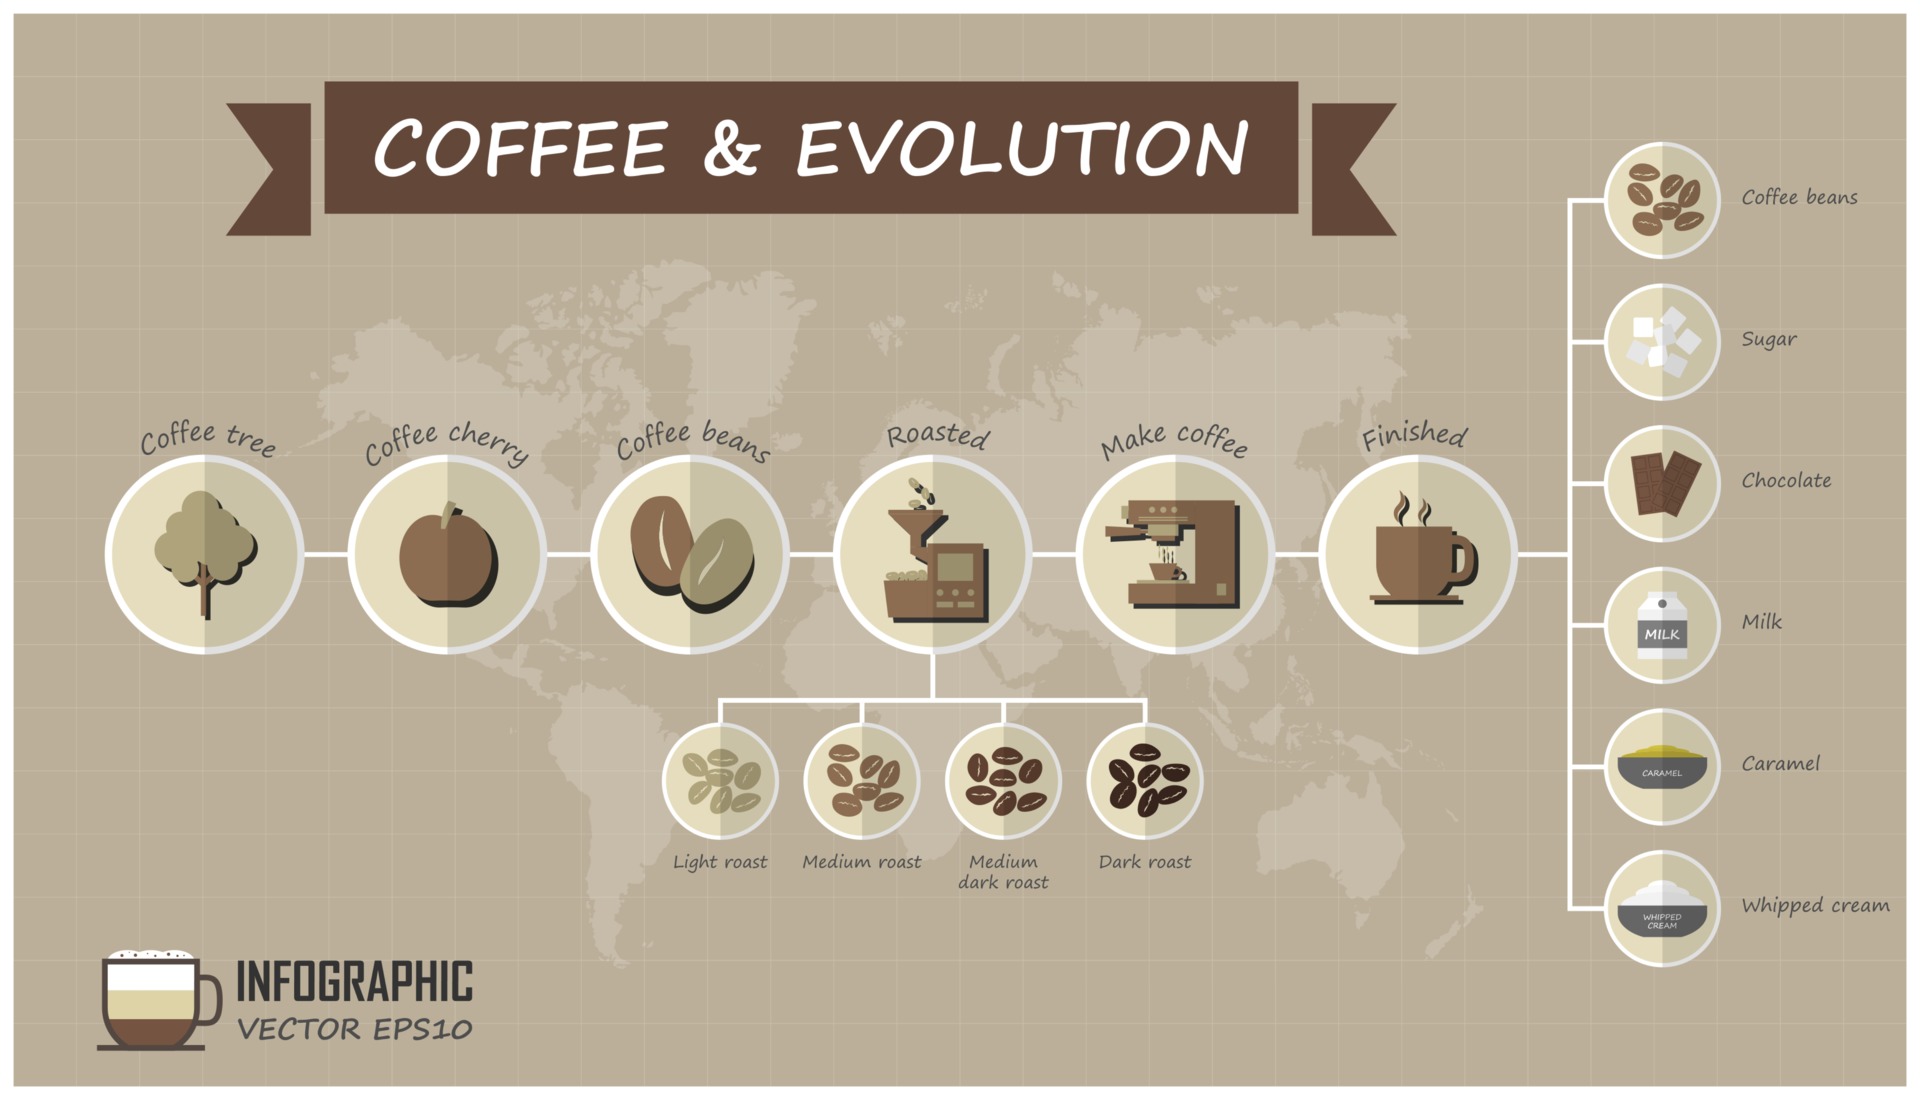 COFFEE & EVOLUTION
Coffee tree
Coffee cherry
Coffee beans
Roasted
Make coffee
Finished
Light roast
Medium roast
Medium
dark roast
Dark roast
Coffee beans
Sugar
Chocolate
MILK
Milk
CARAMEL
Caramel
WHIPPED
CREAM
Whipped cream
INFOGRAPHIC
VECTOR EPS10